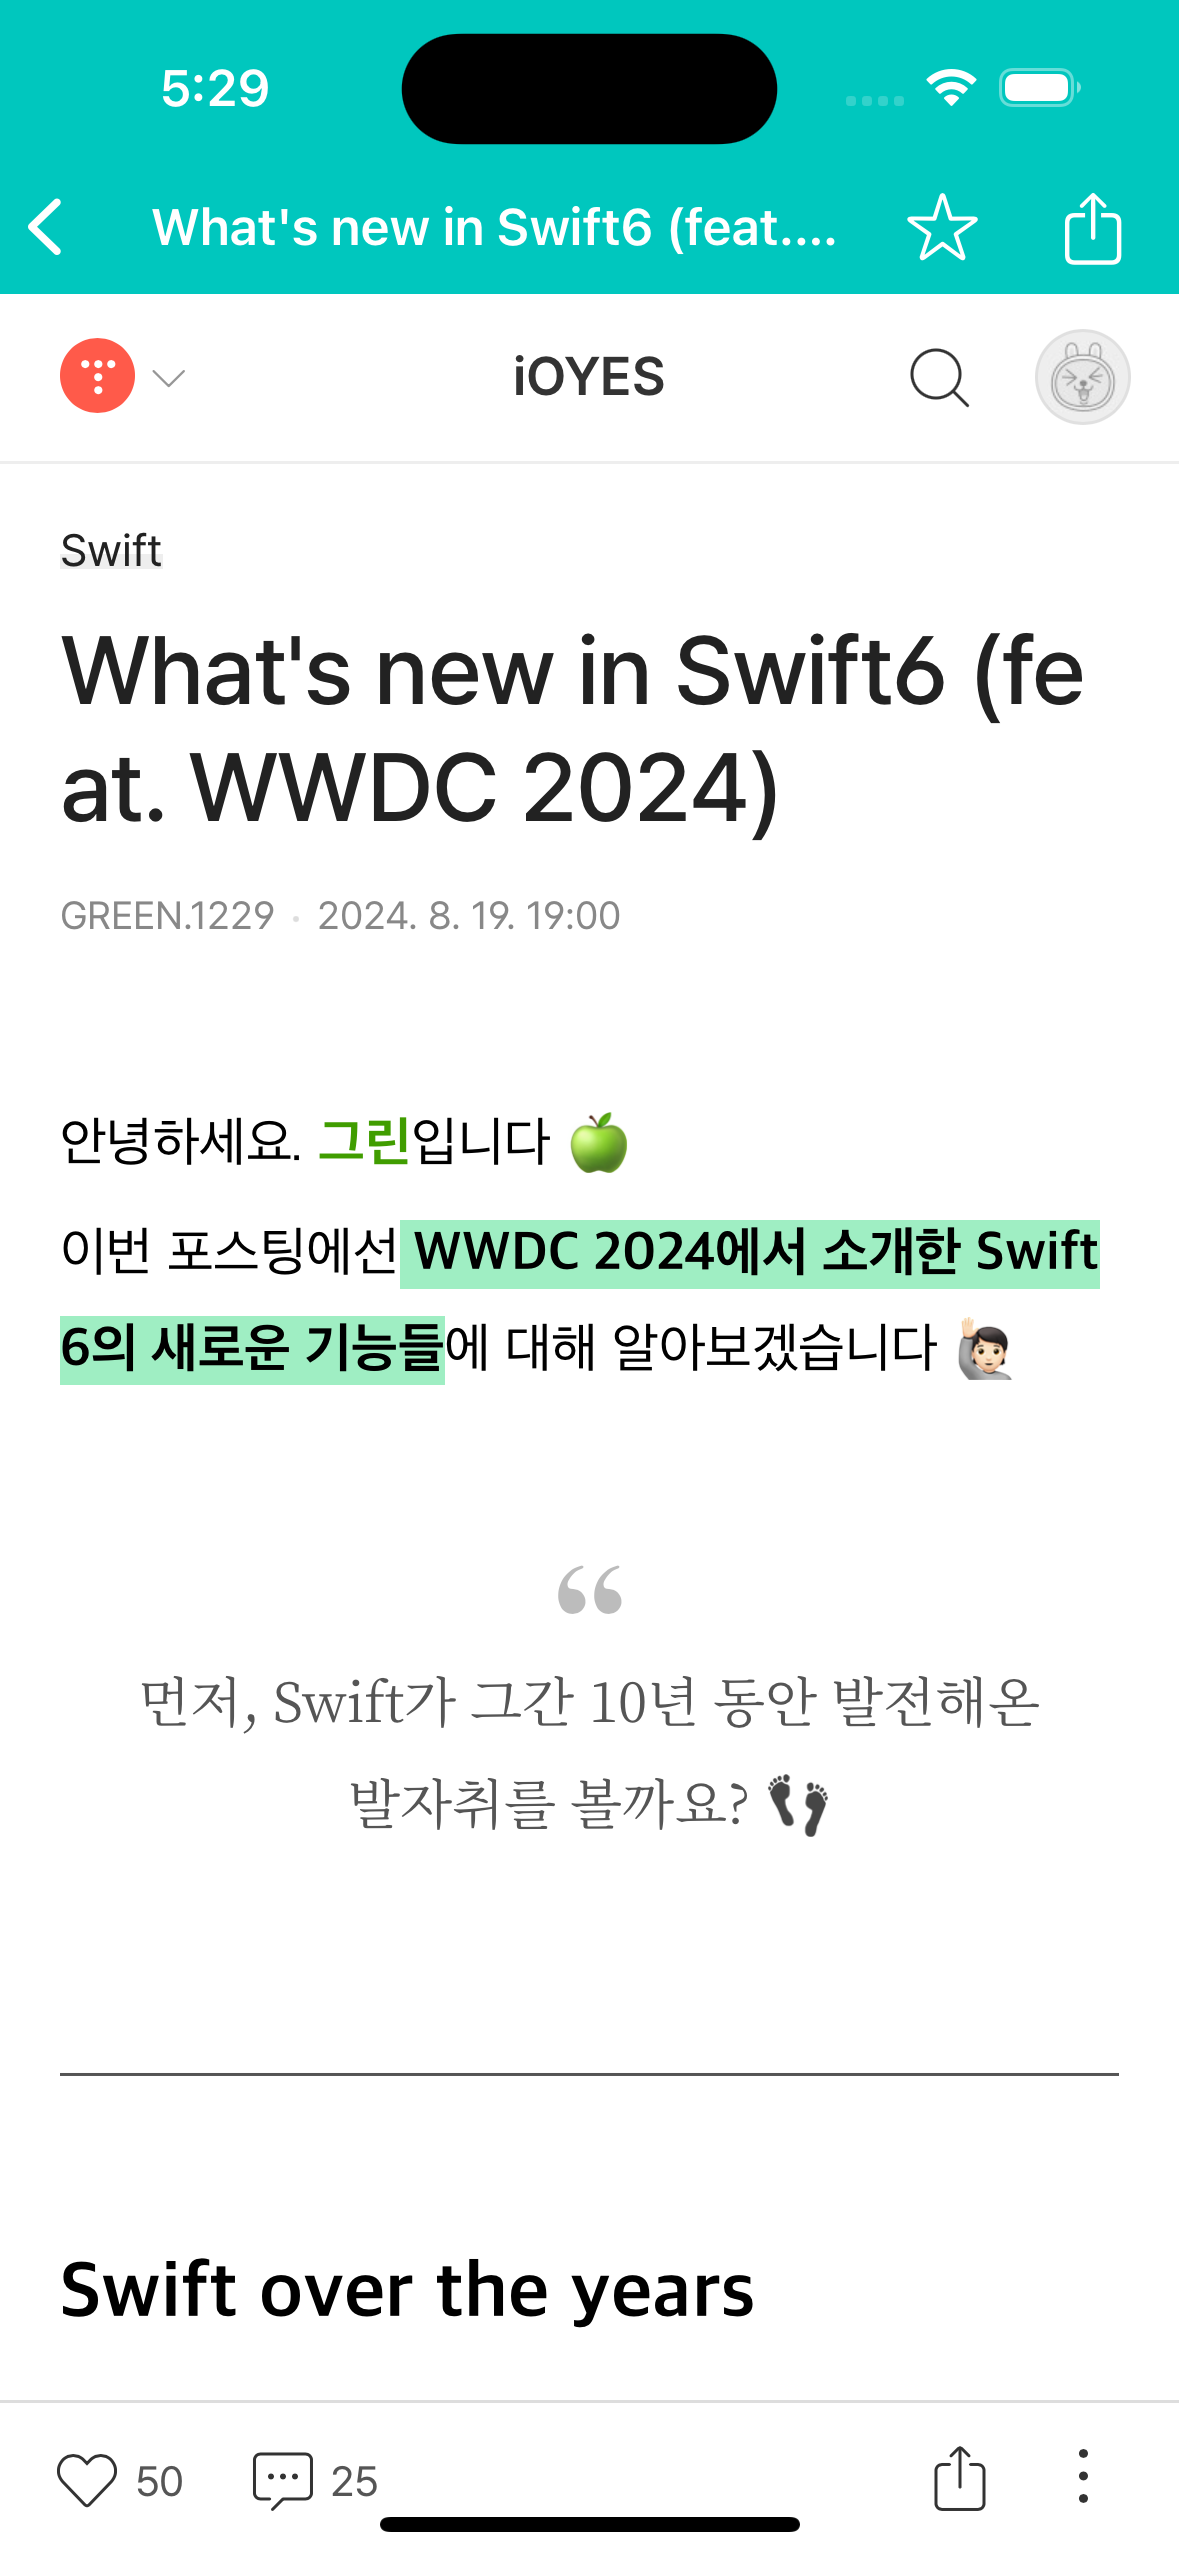 5:29
What's new in Swift6 (feat....
iOYES
Swift
What's new in Swift6 (fe
at. WWDC 2024)
GREEN.1229 · 2024. 8. 19. 19:00
안녕하세요. 그린입니다 🍏
이번 포스팅에선 WWDC 2024에서 소개한 Swift
6의 새로운 기능들에 대해 알아보겠습니다 🙋🏻
“
먼저, Swift가 그간 10년 동안 발전해온
발자취를 볼까요? 👣
Swift over the years
50 25